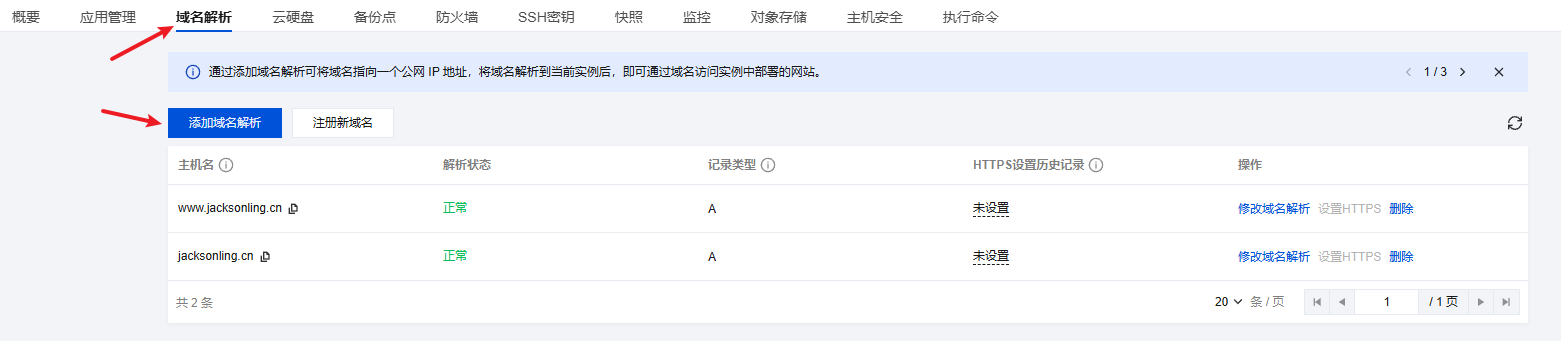 概要 应用管理 域名解析 云硬盘 备份点 防火墙 SSH密钥 快照 监控 对象存储 主机安全 执行命令
通过添加域名解析可将域名指向一个公网 IP 地址，将域名解析到当前实例后，即可通过域名访问实例中部署的网站。 1 / 3
添加域名解析 注册新域名
主机名 解析状态 记录类型 HTTPS设置历史记录 操作
www.jacksonling.cn 正常 A 未设置 修改域名解析 设置HTTPS 删除
jacksonling.cn 正常 A 未设置 修改域名解析 设置HTTPS 删除
共 2 条 20 条 / 页 1 / 1 页